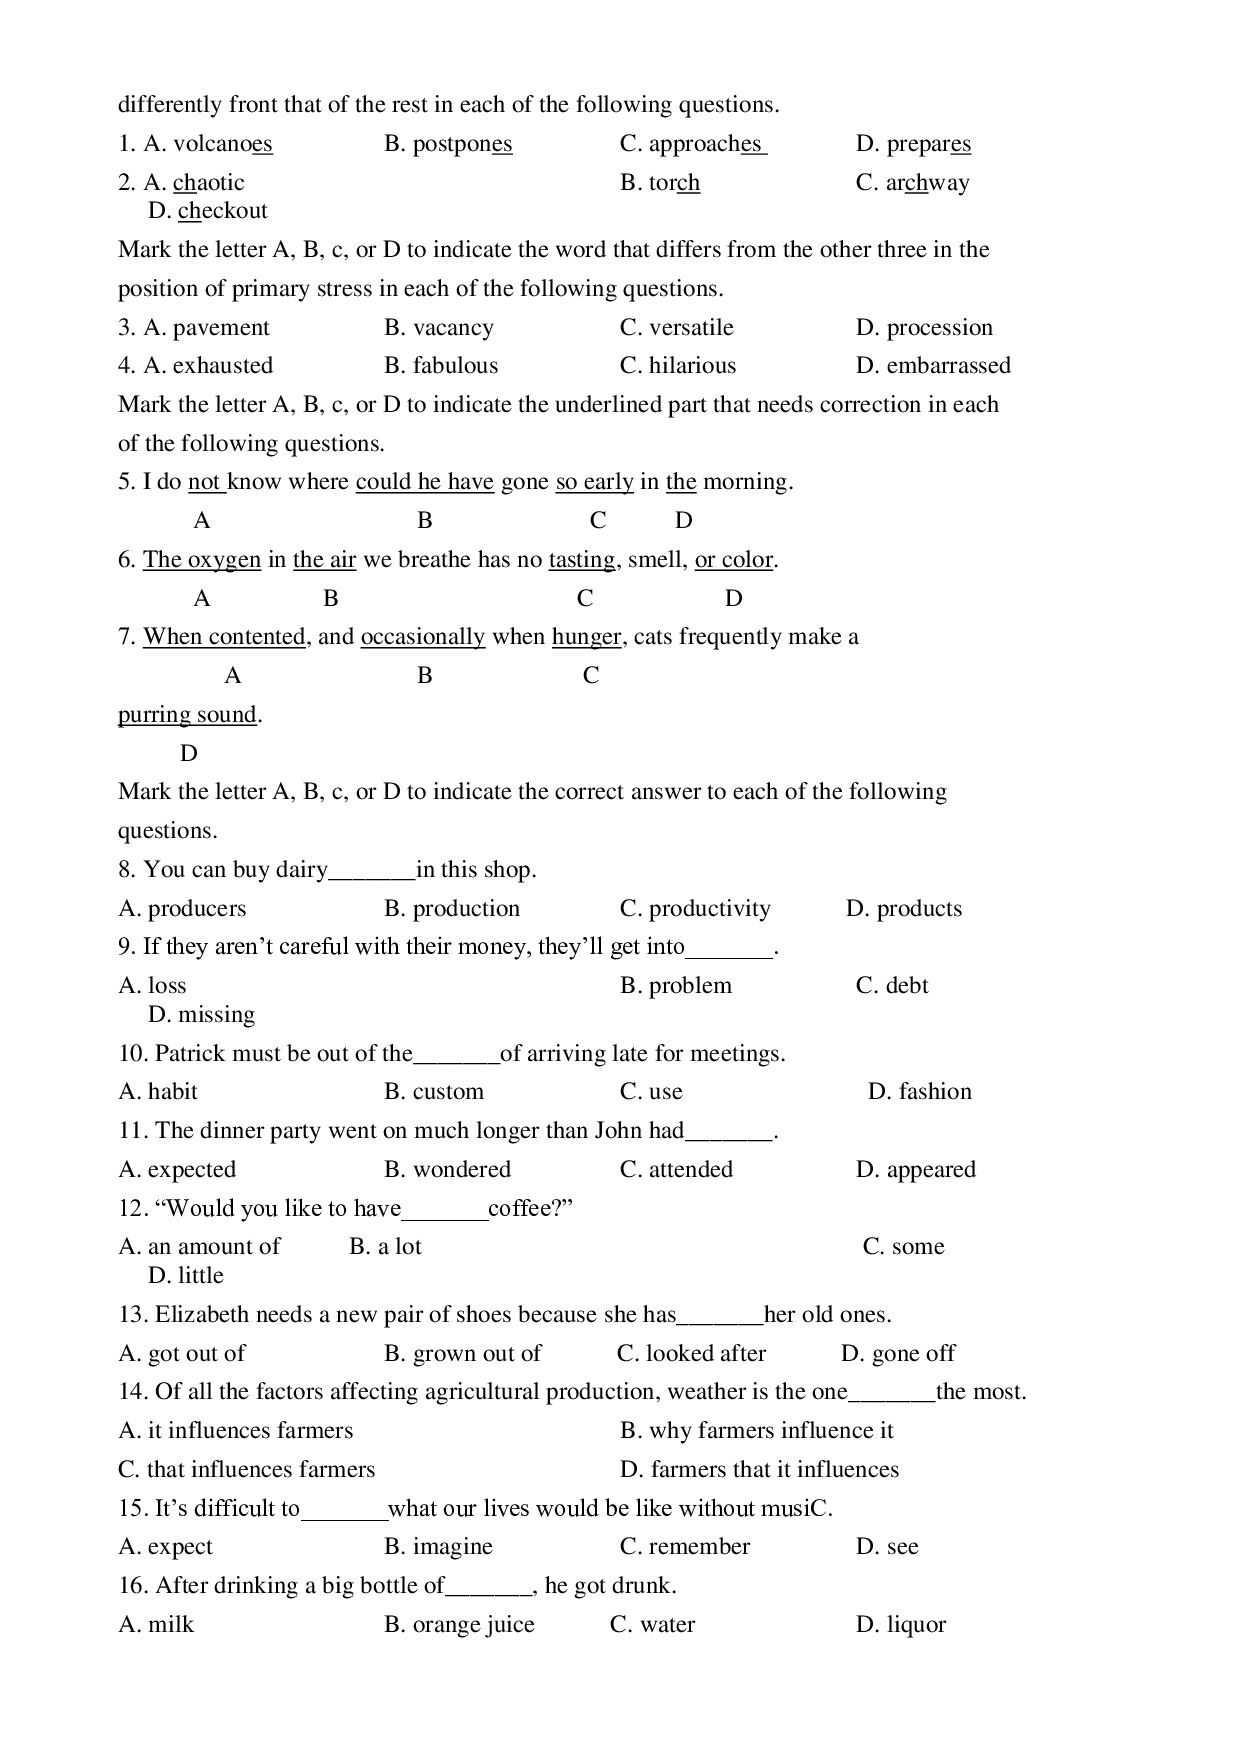 differently front that of the rest in each of the following questions.
1. A. volcanoes B. postpones C. approaches D. prepares
2. A. chaotic B. torch C. archway
D. checkout
Mark the letter A, B, c, or D to indicate the word that differs from the other three in the
position of primary stress in each of the following questions.
3. A. pavement B. vacancy C. versatile D. procession
4. A. exhausted B. fabulous C. hilarious D. embarrassed
Mark the letter A, B, c, or D to indicate the underlined part that needs correction in each
of the following questions.
5. I do not know where could he have gone so early in the morning.
A B C D
6. The oxygen in the air we breathe has no tasting, smell, or color.
A B C D
7. When contented, and occasionally when hunger, cats frequently make a
A B C
purring sound.
D
Mark the letter A, B, c, or D to indicate the correct answer to each of the following
questions.
8. You can buy dairy_______in this shop.
A. producers B. production C. productivity D. products
9. If they aren’t careful with their money, they’ll get into_______.
A. loss B. problem C. debt
D. missing
10. Patrick must be out of the_______of arriving late for meetings.
A. habit B. custom C. use D. fashion
11. The dinner party went on much longer than John had_______.
A. expected B. wondered C. attended D. appeared
12. “Would you like to have_______coffee?”
A. an amount of B. a lot C. some
D. little
13. Elizabeth needs a new pair of shoes because she has_______her old ones.
A. got out of B. grown out of C. looked after D. gone off
14. Of all the factors affecting agricultural production, weather is the one_______the most.
A. it influences farmers B. why farmers influence it
C. that influences farmers D. farmers that it influences
15. It’s difficult to_______what our lives would be like without musiC.
A. expect B. imagine C. remember D. see
16. After drinking a big bottle of_______, he got drunk.
A. milk B. orange juice C. water D. liquor